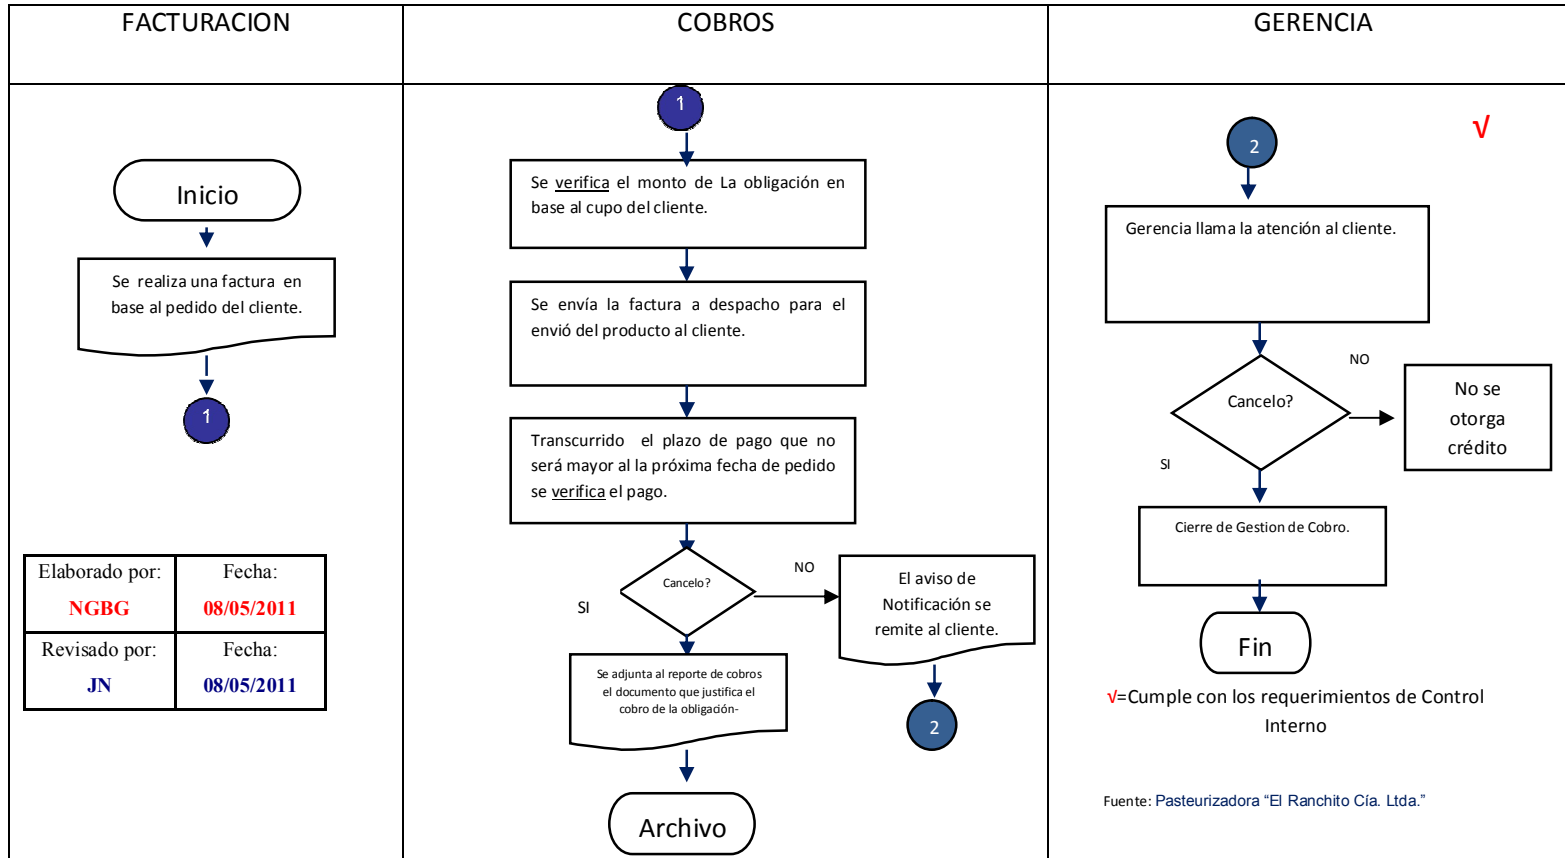 FACTURACION
COBROS
GERENCIA
Inicio
Se realiza una factura en
base al pedido del cliente.
1
Elaborado por:
NGBG
Fecha:
08/05/2011
Revisado por:
JN
Fecha:
08/05/2011
1
Se verifica el monto de La obligación en
base al cupo del cliente.
Se envía la factura a despacho para el
envió del producto al cliente.
Transcurrido el plazo de pago que no
será mayor al la próxima fecha de pedido
se verifica el pago.
Cancelo?
NO
SI
El aviso de
Notificación se
remite al cliente.
2
Se adjunta al reporte de cobros
el documento que justifica el
cobro de la obligación-
Archivo
√
2
Gerencia llama la atención al cliente.
Cancelo?
NO
No se
otorga
crédito
SI
Cierre de Gestion de Cobro.
Fin
√=Cumple con los requerimientos de Control
Interno
Fuente: Pasteurizadora “El Ranchito Cía. Ltda.”